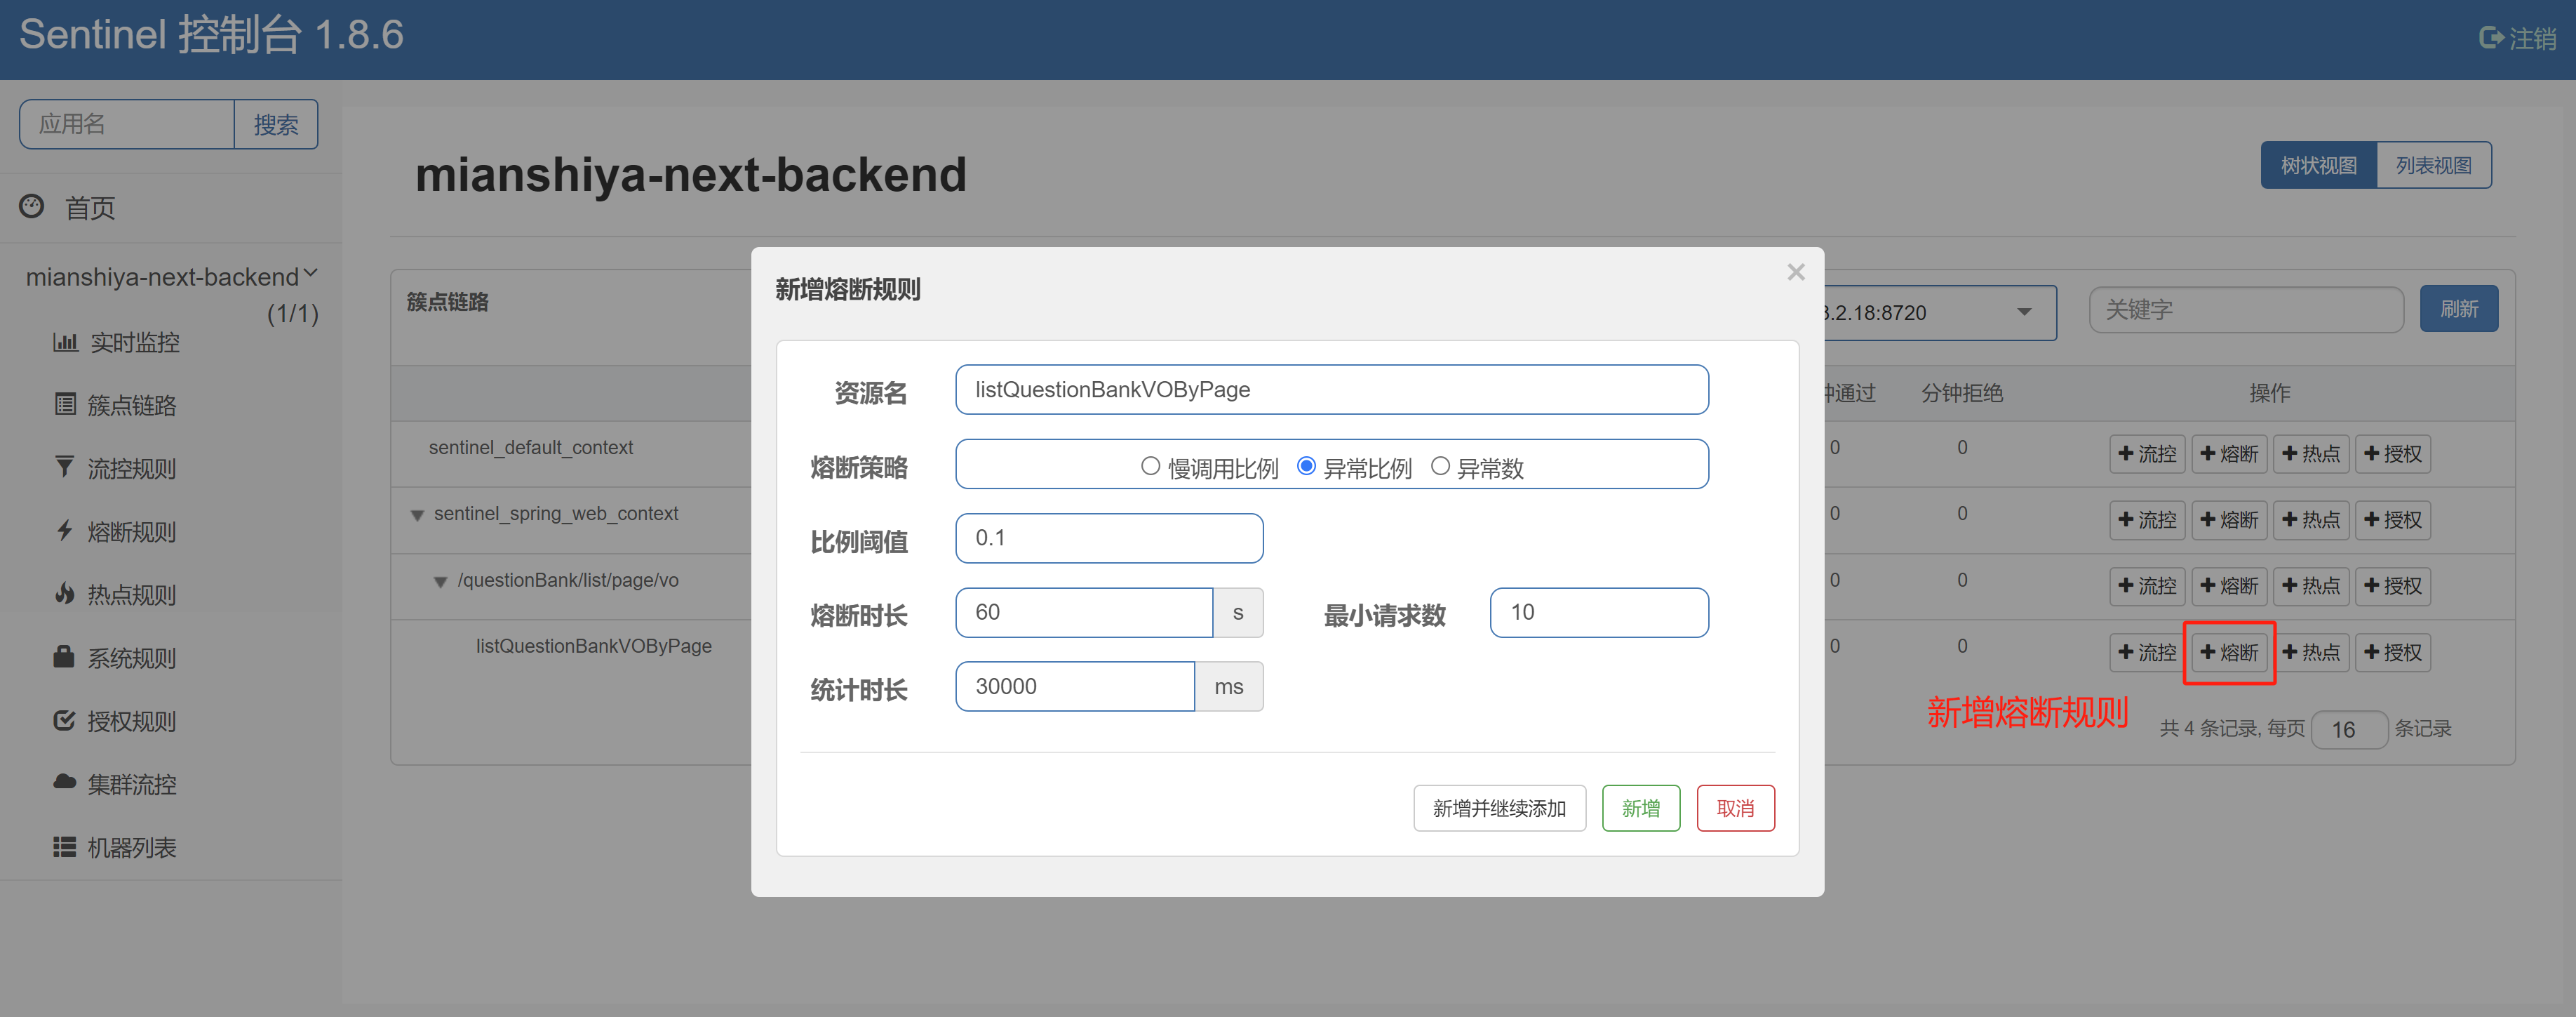 Sentinel 控制台 1.8.6
注销
应用名
搜索
首页
mianshiya-next-backend
(1/1)
实时监控
簇点链路
流控规则
熔断规则
热点规则
系统规则
授权规则
集群流控
机器列表
mianshiya-next-backend
树状视图
列表视图
簇点链路
3.2.18:8720
关键字
刷新
钟通过
分钟拒绝
操作
sentinel_default_context
0
0
流控
熔断
热点
授权
sentinel_spring_web_context
0
0
流控
熔断
热点
授权
/questionBank/list/page/vo
0
0
流控
熔断
热点
授权
listQuestionBankVOByPage
0
0
流控
熔断
热点
授权
新增熔断规则
共 4 条记录, 每页 16 条记录
新增熔断规则
×
资源名
listQuestionBankVOByPage
熔断策略
慢调用比例
异常比例
异常数
比例阈值
0.1
熔断时长
60
s
最小请求数
10
统计时长
30000
ms
新增并继续添加
新增
取消